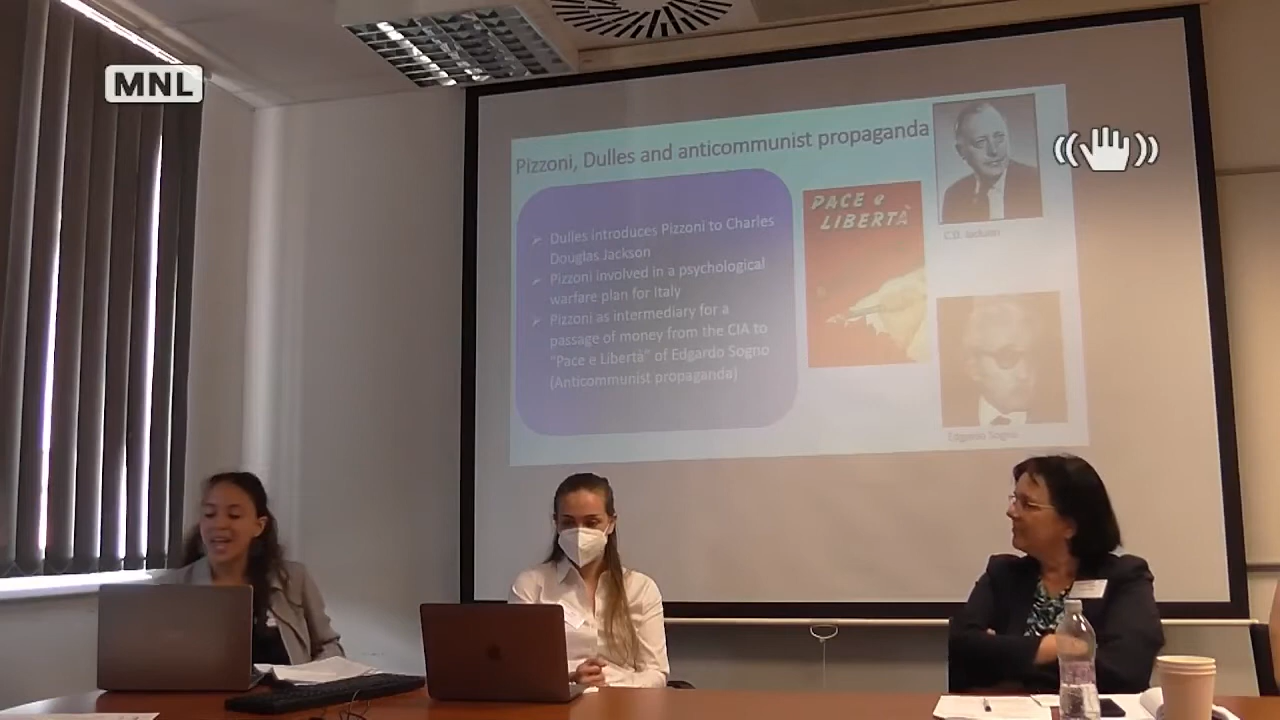 MNL
Pizzoni, Dulles and anticommunist propaganda
Dulles introduces Pizzoni to Charles
Douglas Jackson
Pizzoni involved in a psychological
warfare plan for Italy
Pizzoni as intermediary for a
passage of money from the CIA to
"Pace e Libertà" of Edgardo Sogno
(Anticommunist propaganda)
PACE e
LIBERTÀ
C.D. Jackson
Edgardo Sogno